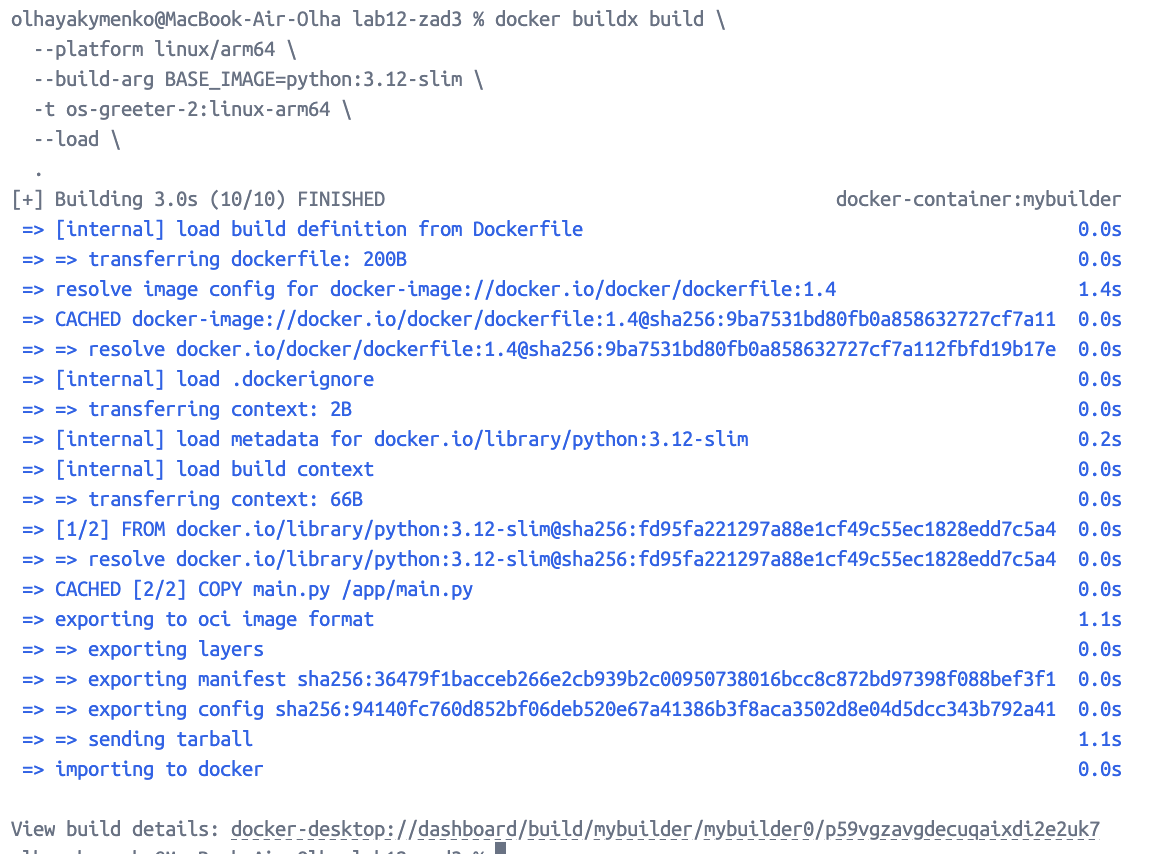 olhayakymenko@MacBook-Air-Olha lab12-zad3 % docker buildx build \
--platform linux/arm64 \
--build-arg BASE_IMAGE=python:3.12-slim \
-t os-greeter-2:linux-arm64 \
--load \
.
[+] Building 3.0s (10/10) FINISHED docker-container:mybuilder
=> [internal] load build definition from Dockerfile 0.0s
=> => transferring dockerfile: 200B 0.0s
=> resolve image config for docker-image://docker.io/docker/dockerfile:1.4 1.4s
=> CACHED docker-image://docker.io/docker/dockerfile:1.4@sha256:9ba7531bd80fb0a858632727cf7a11 0.0s
=> => resolve docker.io/docker/dockerfile:1.4@sha256:9ba7531bd80fb0a858632727cf7a112fbfd19b17e 0.0s
=> [internal] load .dockerignore 0.0s
=> => transferring context: 2B 0.0s
=> [internal] load metadata for docker.io/library/python:3.12-slim 0.2s
=> [internal] load build context 0.0s
=> => transferring context: 66B 0.0s
=> [1/2] FROM docker.io/library/python:3.12-slim@sha256:fd95fa221297a88e1cf49c55ec1828edd7c5a4 0.0s
=> => resolve docker.io/library/python:3.12-slim@sha256:fd95fa221297a88e1cf49c55ec1828edd7c5a4 0.0s
=> CACHED [2/2] COPY main.py /app/main.py 0.0s
=> exporting to oci image format 1.1s
=> => exporting layers 0.0s
=> => exporting manifest sha256:36479f1bacceb266e2cb939b2c00950738016bcc8c872bd97398f088bef3f1 0.0s
=> => exporting config sha256:94140fc760d852bf06deb520e67a41386b3f8aca3502d8e04d5dcc343b792a41 0.0s
=> => sending tarball 1.1s
=> importing to docker 0.0s
View build details: docker-desktop://dashboard/build/mybuilder/mybuilder0/p59vgzavgdecuqaixdi2e2uk7